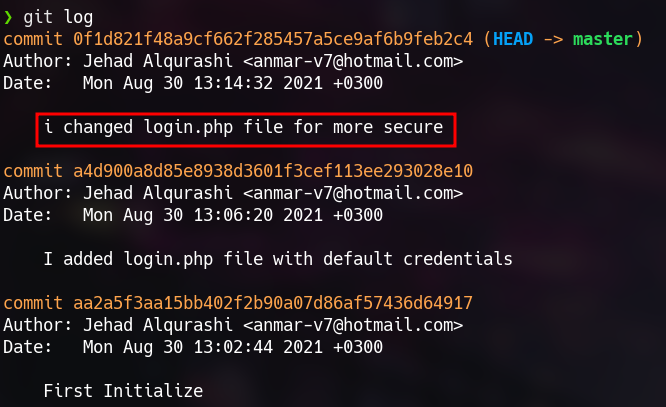 ❯ git log
commit 0f1d821f48a9cf662f285457a5ce9af6b9feb2c4 (HEAD -> master)
Author: Jehad Alqurashi <anmar-v7@hotmail.com>
Date:   Mon Aug 30 13:14:32 2021 +0300
i changed login.php file for more secure
commit a4d900a8d85e8938d3601f3cef113ee293028e10
Author: Jehad Alqurashi <anmar-v7@hotmail.com>
Date:   Mon Aug 30 13:06:20 2021 +0300
I added login.php file with default credentials
commit aa2a5f3aa15bb402f2b90a07d86af57436d64917
Author: Jehad Alqurashi <anmar-v7@hotmail.com>
Date:   Mon Aug 30 13:02:44 2021 +0300
First Initialize